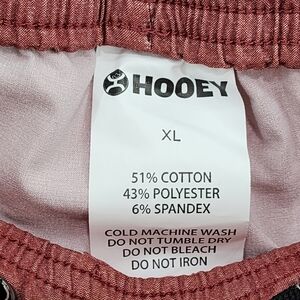 HOOEY
XL
51% COTTON
43% POLYESTER
6% SPANDEX
COLD MACHINE WASH
DO NOT TUMBLE DRY
DO NOT BLEACH
DO NOT IRON